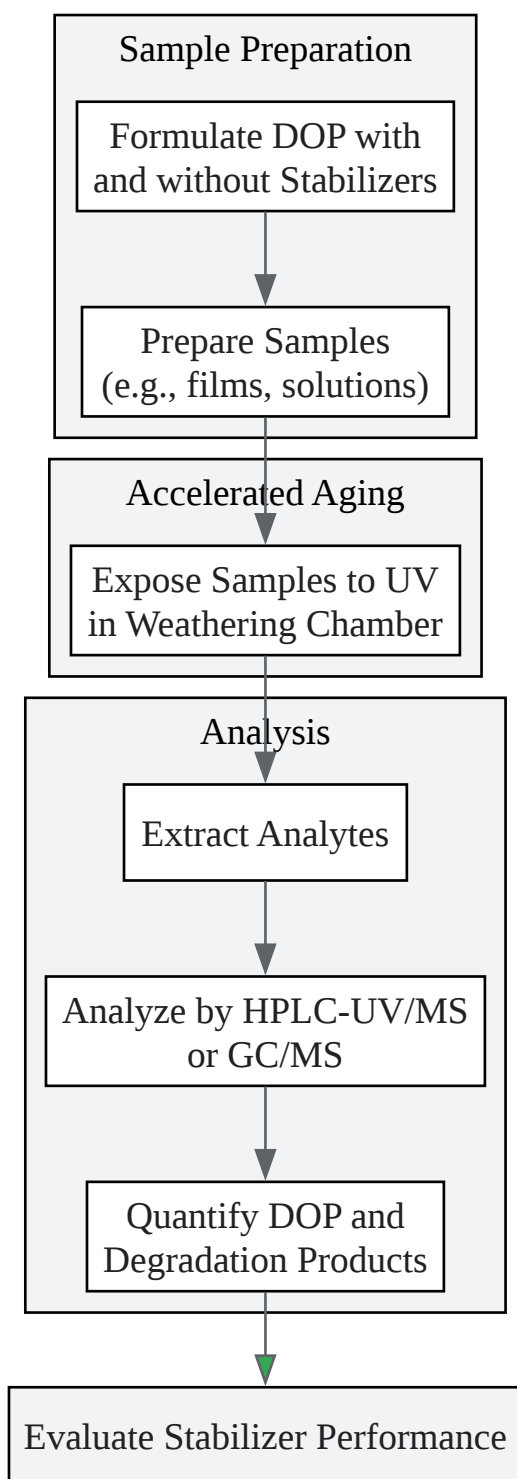 Sample Preparation
Formulate DOP with
and without Stabilizers
Prepare Samples
(e.g., films, solutions)
Accelerated Aging
Expose Samples to UV
in Weathering Chamber
Analysis
Extract Analytes
Analyze by HPLC-UV/MS
or GC/MS
Quantify DOP and
Degradation Products
Evaluate Stabilizer Performance